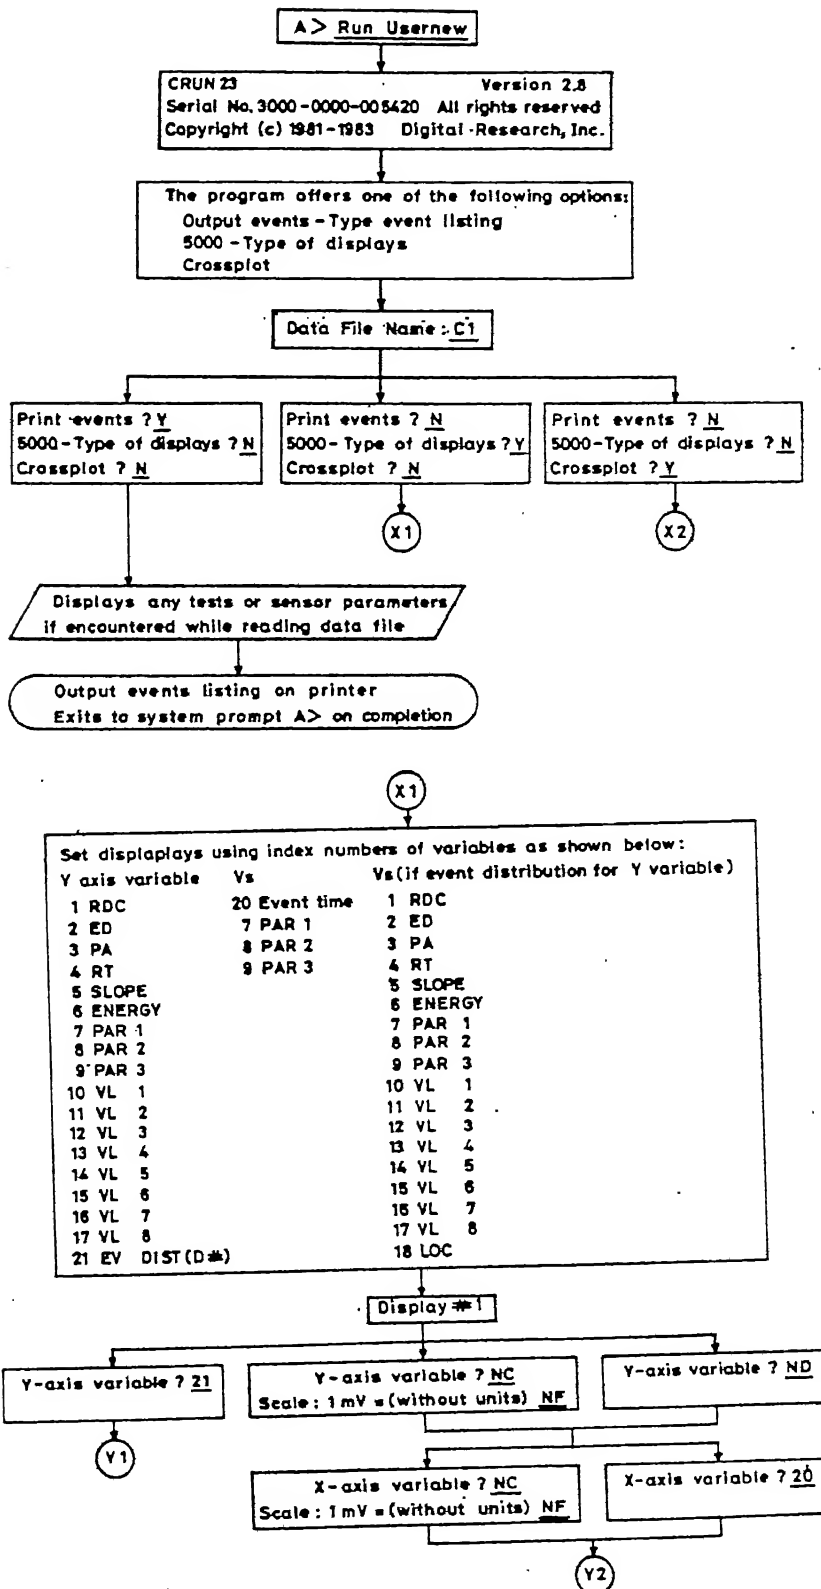 A> Run Usernew
CRUN 23 Version 2.8
Serial No. 3000-0000-005420 All rights reserved
Copyright (c) 1981-1983 Digital Research, Inc.
The program offers one of the following options:
Output events - Type event listing
5000 - Type of displays
Crossplot
Data File Name: C1
Print events ? Y
5000-Type of displays ? N
Crossplot ? N
Print events ? N
5000-Type of displays ? Y
Crossplot ? N
Print events ? N
5000-Type of displays ? N
Crossplot ? Y
X1
X2
Displays any tests or sensor parameters
if encountered while reading data file
Output events listing on printer
Exits to system prompt A> on completion
X1
Set displaplays using index numbers of variables as shown below:
Y axis variable Vs Vs (if event distribution for Y variable)
1 RDC 20 Event time 1 RDC
2 ED 7 PAR 1 2 ED
3 PA 8 PAR 2 3 PA
4 RT 9 PAR 3 4 RT
5 SLOPE 5 SLOPE
6 ENERGY 6 ENERGY
7 PAR 1 7 PAR 1
8 PAR 2 8 PAR 2
9 PAR 3 9 PAR 3
10 VL 1 10 VL 1
11 VL 2 11 VL 2
12 VL 3 12 VL 3
13 VL 4 13 VL 4
14 VL 5 14 VL 5
15 VL 6 15 VL 6
16 VL 7 16 VL 7
17 VL 8 17 VL 8
21 EV DIST (D#) 18 LOC
Display #1
Y-axis variable ? 21
Y-axis variable ? NC
Scale: 1 mV = (without units) NF
Y-axis variable ? ND
Y1
X-axis variable ? NC
Scale: 1 mV = (without units) NF
X-axis variable ? 20
Y2